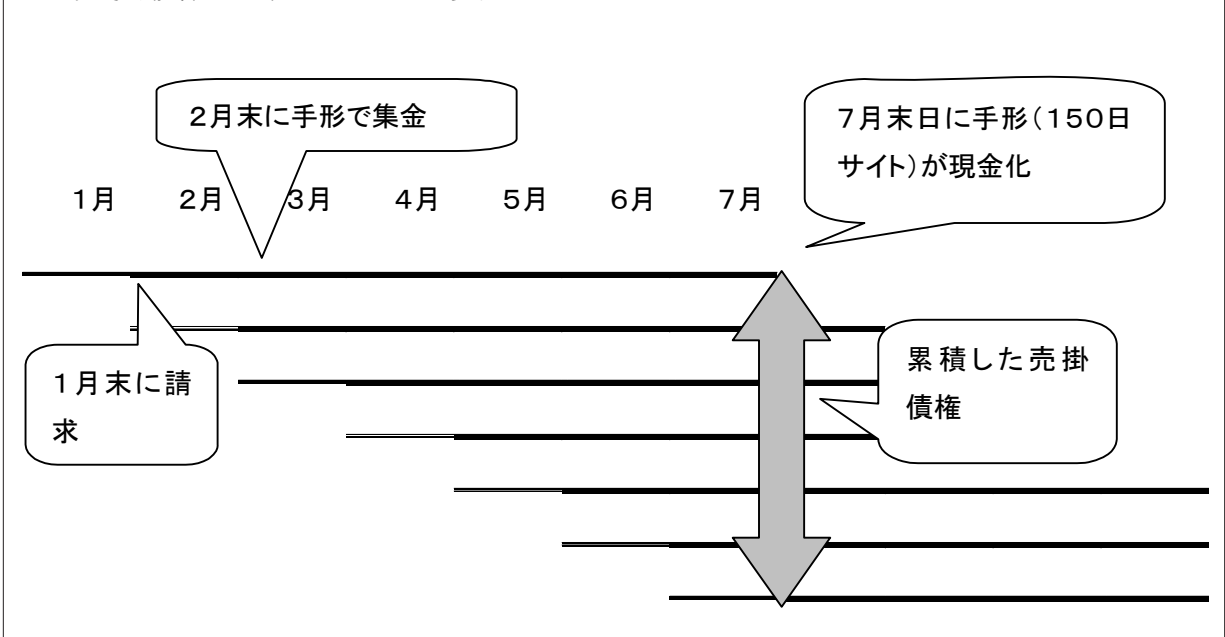 2月末に手形で集金
7月末日に手形(150日
サイト)が現金化
1月 2月 3月 4月 5月 6月 7月
1月末に請
求
累積した売掛
債権